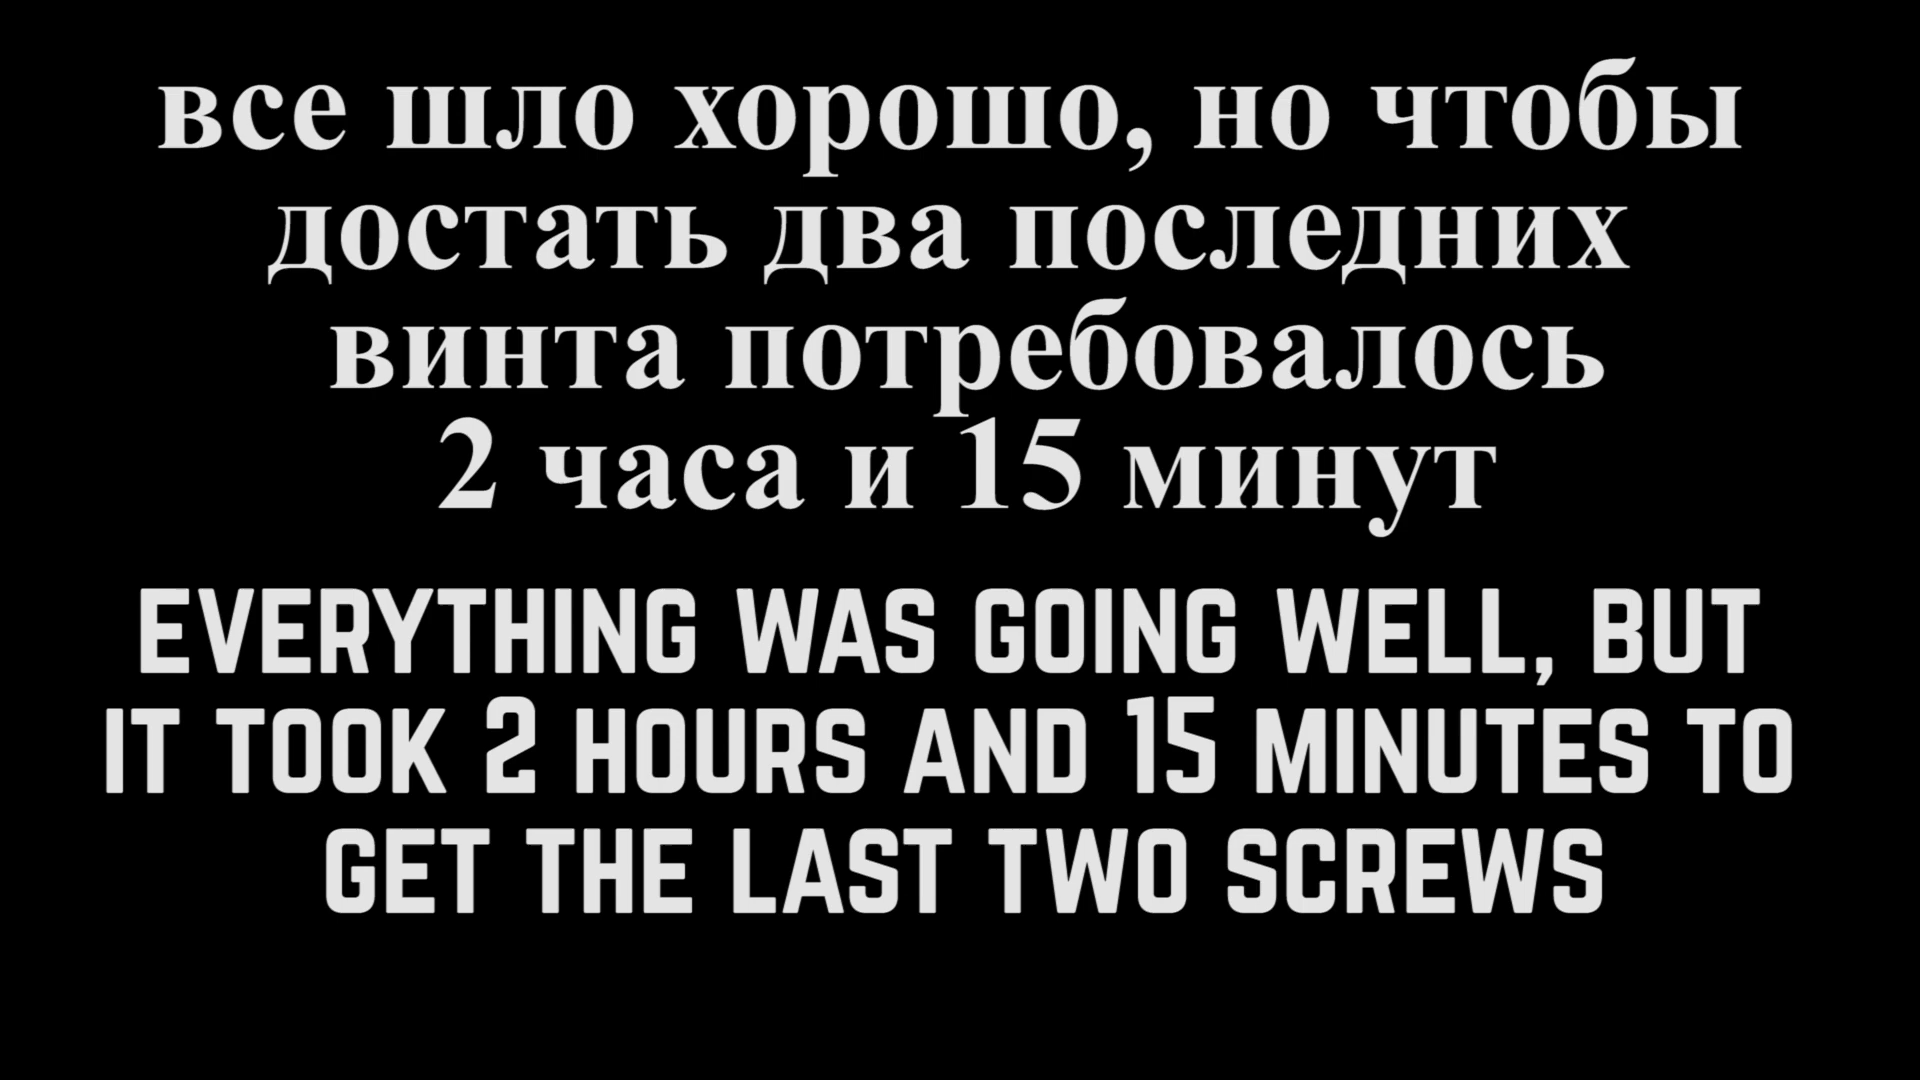 все шло хорошо, но чтобы
достать два последних
винта потребовалось
2 часа и 15 минут
EVERYTHING WAS GOING WELL, BUT
IT TOOK 2 HOURS AND 15 MINUTES TO
GET THE LAST TWO SCREWS